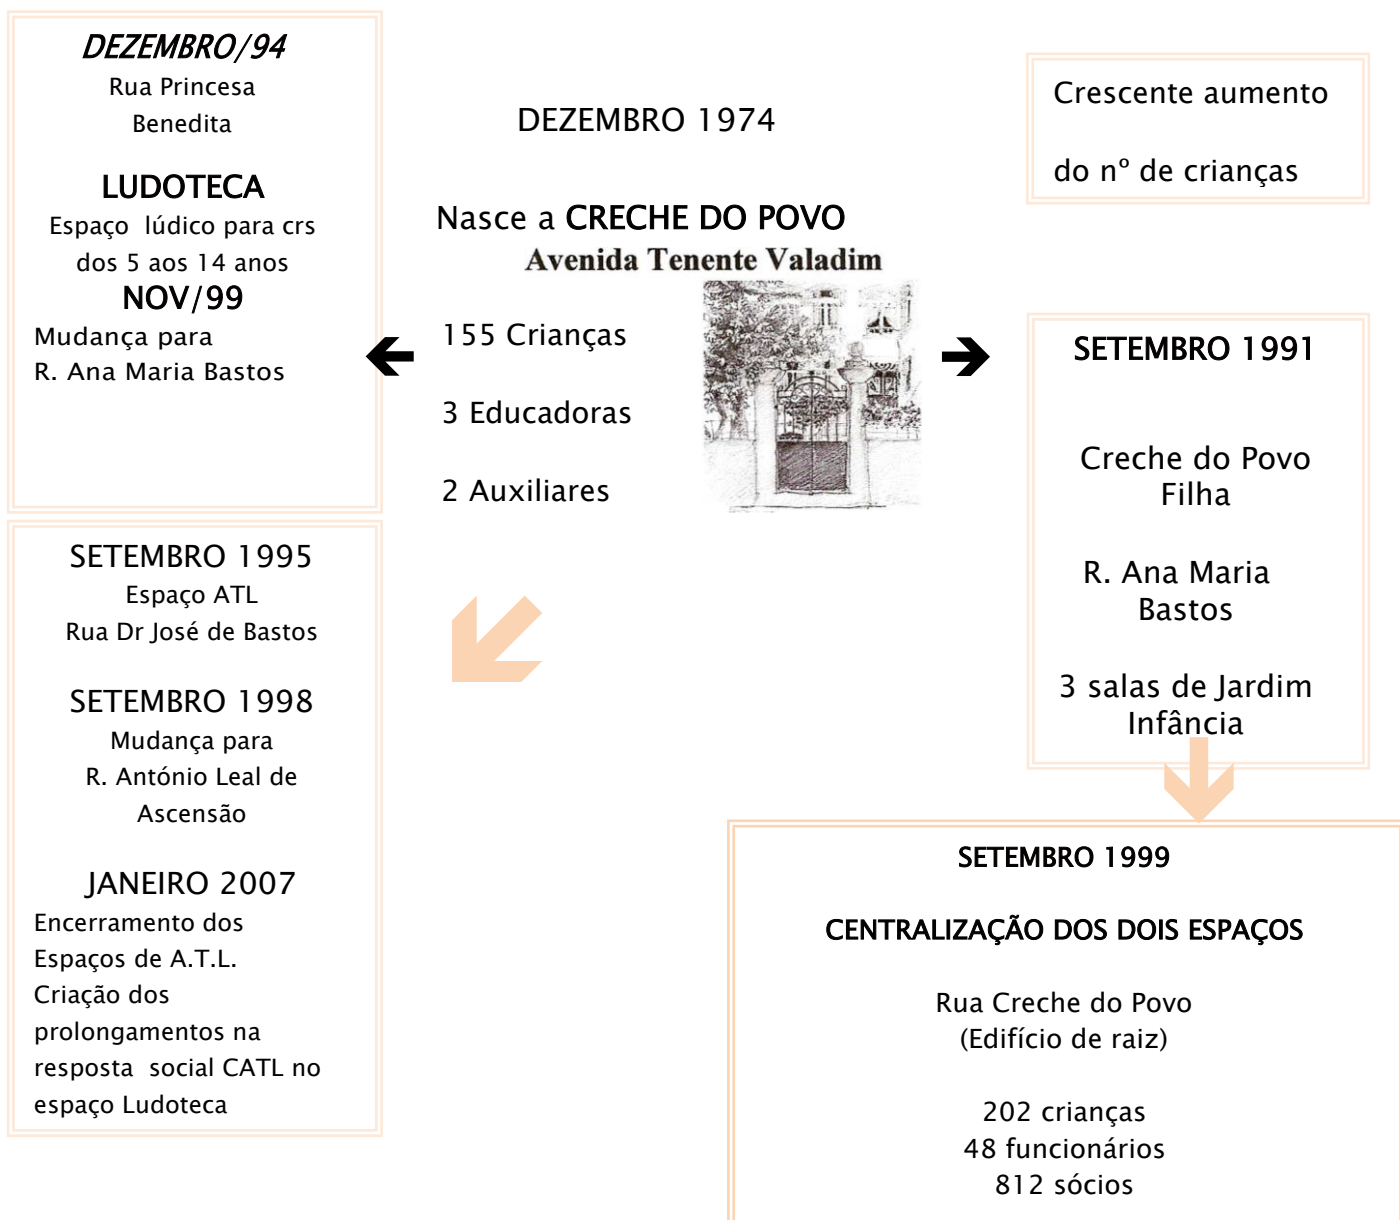 DEZEMBRO/94
Rua Princesa
Benedita
LUDOTECA
Espaço lúdico para crs
dos 5 aos 14 anos
NOV/99
Mudança para
R. Ana Maria Bastos
DEZEMBRO 1974
Nasce a CRECHE DO POVO
Avenida Tenente Valadim
155 Crianças
3 Educadoras
2 Auxiliares
Crescente aumento
do nº de crianças
SETEMBRO 1991
Creche do Povo
Filha
R. Ana Maria
Bastos
3 salas de Jardim
Infância
SETEMBRO 1995
Espaço ATL
Rua Dr José de Bastos
SETEMBRO 1998
Mudança para
R. António Leal de
Ascensão
JANEIRO 2007
Encerramento dos
Espaços de A.T.L.
Criação dos
prolongamentos na
resposta social CATL no
espaço Ludoteca
SETEMBRO 1999
CENTRALIZAÇÃO DOS DOIS ESPAÇOS
Rua Creche do Povo
(Edifício de raiz)
202 crianças
48 funcionários
812 sócios